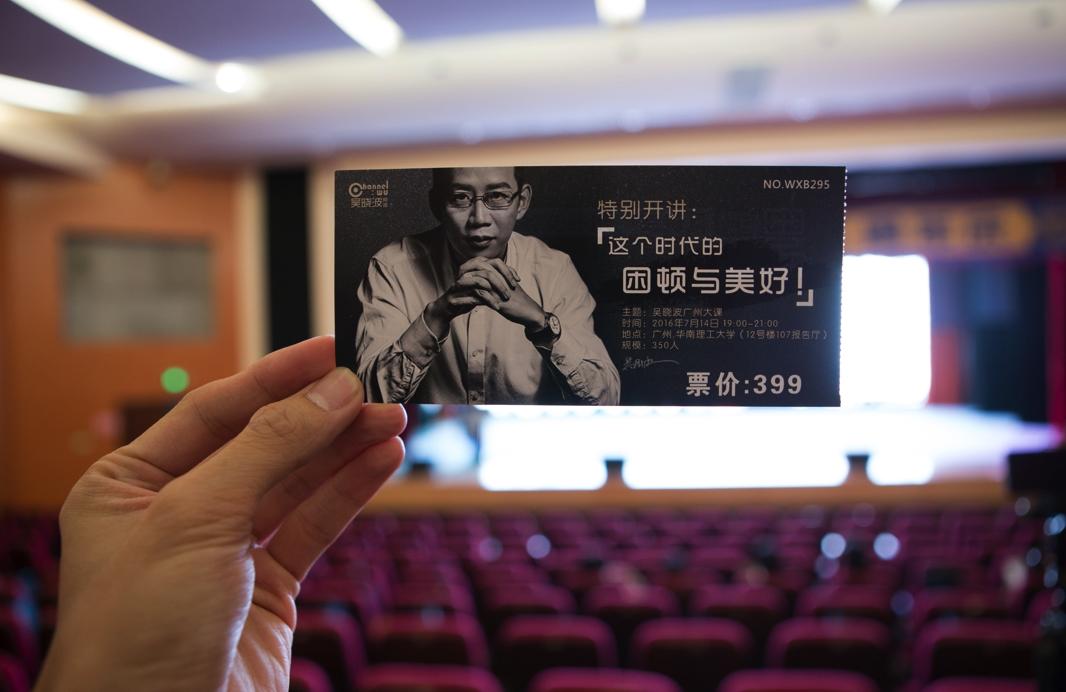 Channel
:wu
吴晓波频道
NO.WXB295
特别开讲：
「这个时代的
困顿与美好!」
主题：吴晓波广州大课
时间：2016年7月14日 19:00-21:00
地点：广州.华南理工大学（12号楼107报告厅）
规模：350人
票价:399